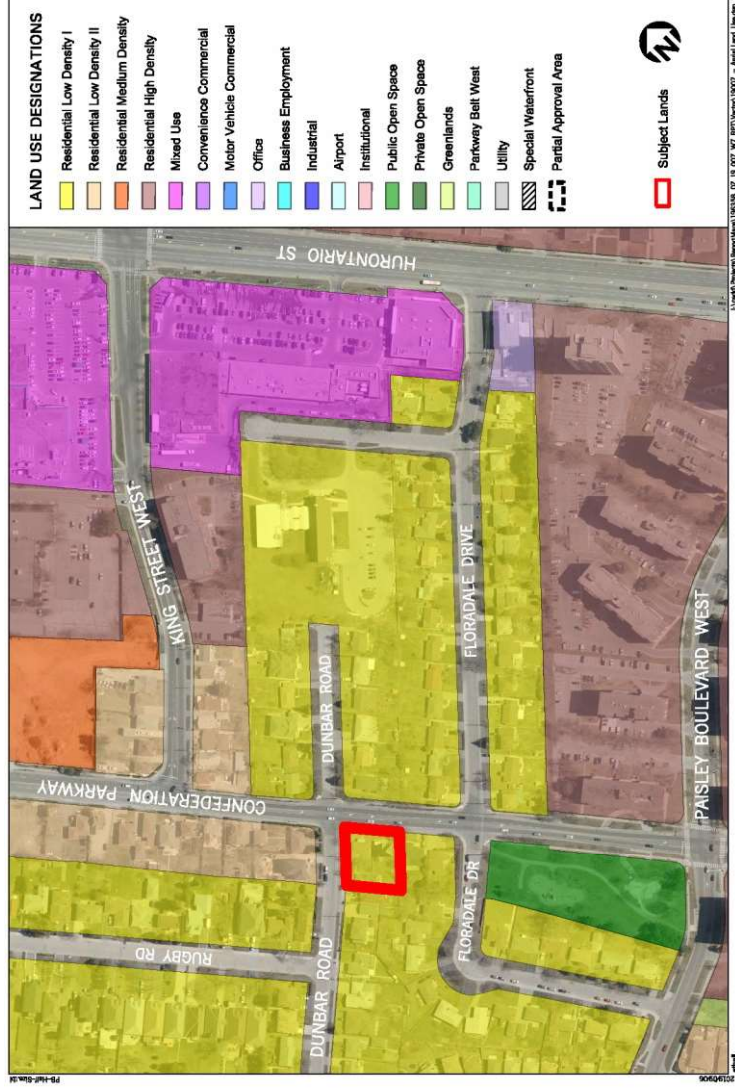 LAND USE DESIGNATIONS
Residential Low Density I
Residential Low Density II
Residential Medium Density
Residential High Density
Mixed Use
Convenience Commercial
Motor Vehicle Commercial
Office
Business Employment
Industrial
Airport
Institutional
Public Open Space
Private Open Space
Greenlands
Parkway Belt West
Utility
Special Waterfront
Partial Approval Area
Subject Lands
N
HURONTARIO ST
KING STREET WEST
CONFEDERATION PARKWAY
DUNBAR ROAD
FLORADALE DRIVE
PAISLEY BOULEVARD WEST
RUGBY RD
DUNBAR ROAD
FLORADALE DR